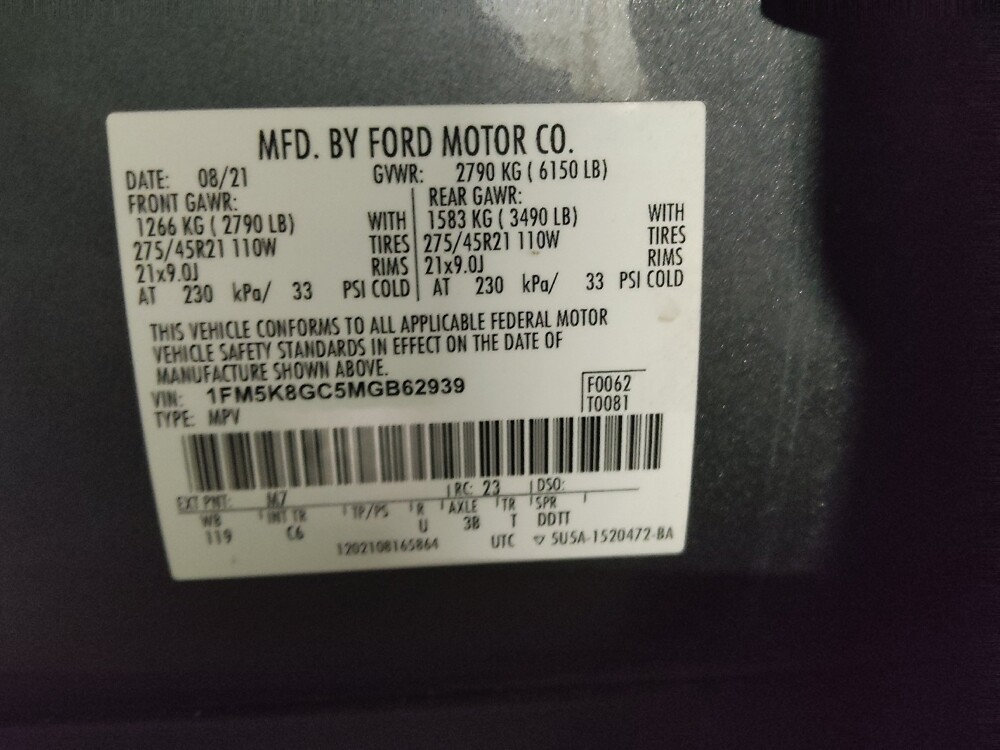 MFD. BY FORD MOTOR CO.
DATE: 08/21 GVWR: 2790 KG ( 6150 LB)
FRONT GAWR: REAR GAWR:
1266 KG ( 2790 LB) WITH 1583 KG ( 3490 LB) WITH
275/45R21 110W TIRES 275/45R21 110W TIRES
21x9.0J RIMS 21x9.0J RIMS
AT 230 kPa/ 33 PSI COLD AT 230 kPa/ 33 PSI COLD
THIS VEHICLE CONFORMS TO ALL APPLICABLE FEDERAL MOTOR
VEHICLE SAFETY STANDARDS IN EFFECT ON THE DATE OF
MANUFACTURE SHOWN ABOVE.
VIN: 1FM5K8GC5MGB62939 F0062
TYPE: MPV T0081
EXT PNT: M7 RC: 23 DSO:
WB INT TR TP/PS R AXLE TR SPR
119 C6 U 3B T DDTT
1202108165864 UTC ▽ 5U5A-1520472-BA